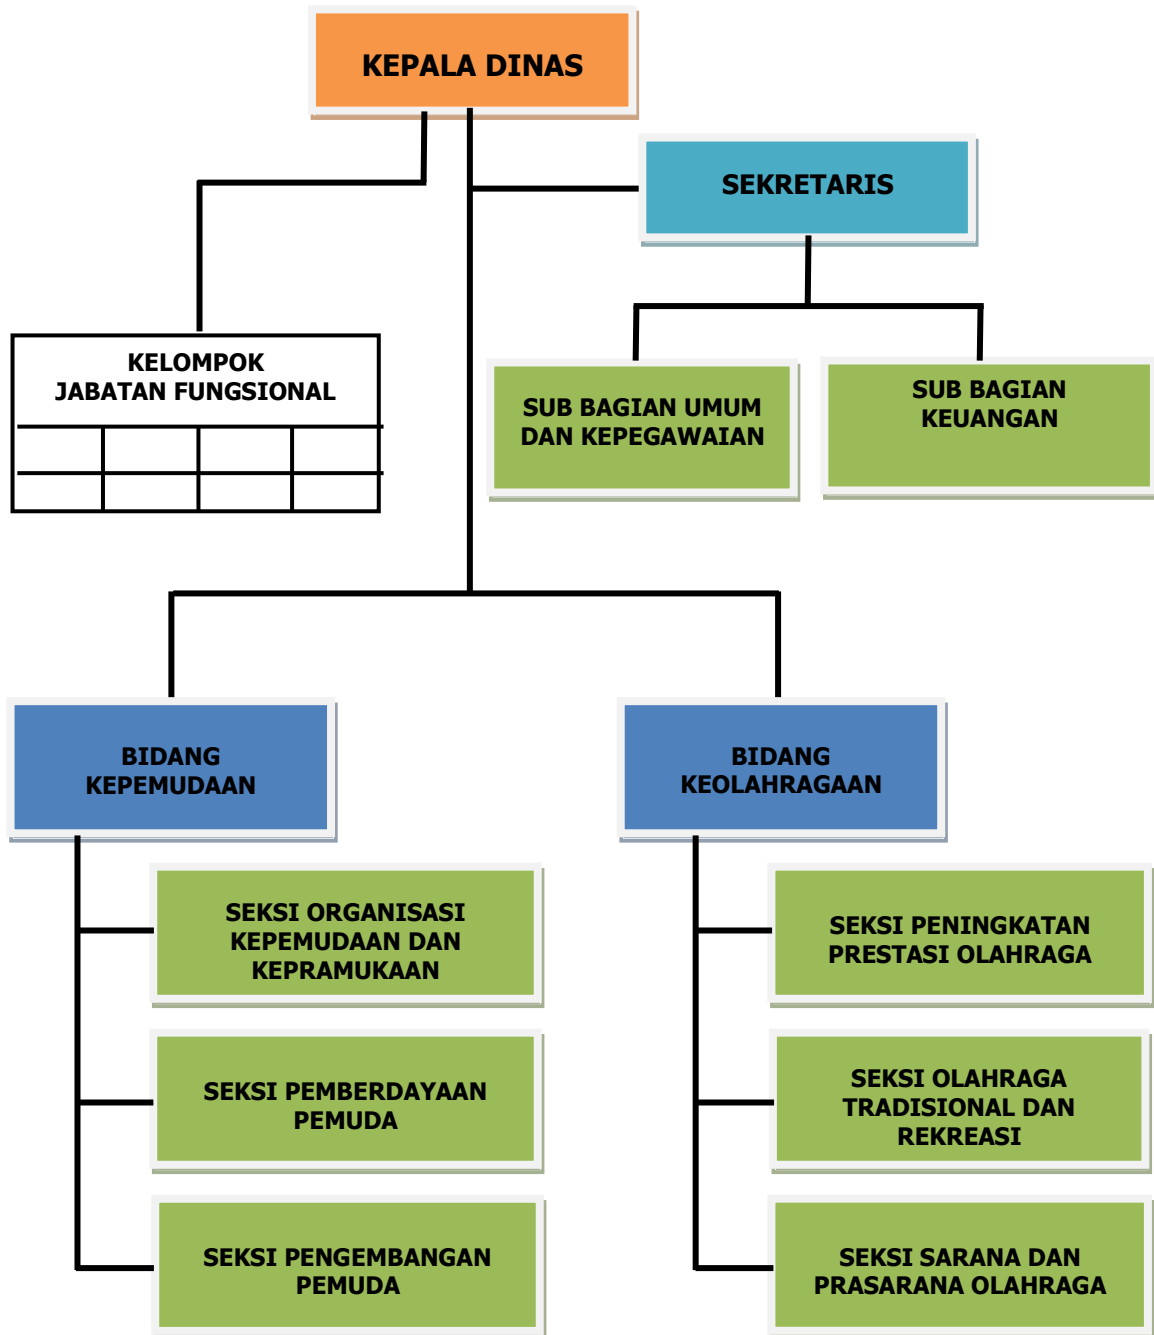 KEPALA DINAS
SEKRETARIS
KELOMPOK
JABATAN FUNGSIONAL
SUB BAGIAN UMUM
DAN KEPEGAWAIAN
SUB BAGIAN
KEUANGAN
BIDANG
KEPEMUDAAN
BIDANG
KEOLAHRAGAAN
SEKSI ORGANISASI
KEPEMUDAAN DAN
KEPRAMUKAAN
SEKSI PEMBERDAYAAN
PEMUDA
SEKSI PENGEMBANGAN
PEMUDA
SEKSI PENINGKATAN
PRESTASI OLAHRAGA
SEKSI OLAHRAGA
TRADISIONAL DAN
REKREASI
SEKSI SARANA DAN
PRASARANA OLAHRAGA